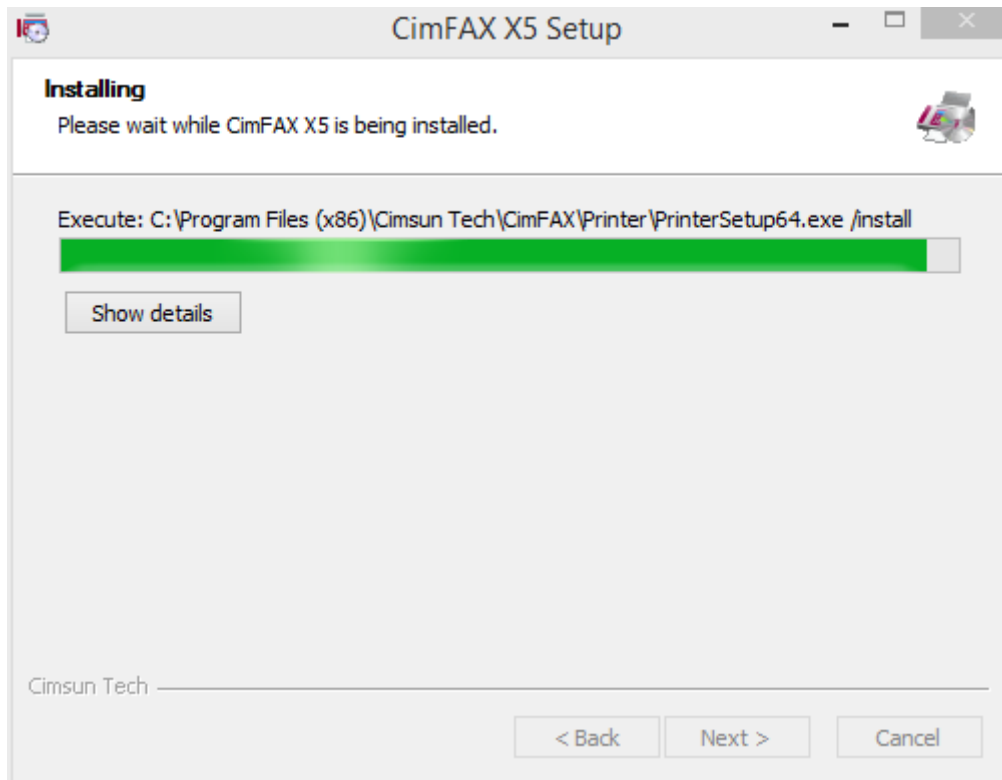 CimFAX X5 Setup
Installing
Please wait while CimFAX X5 is being installed.
Execute: C:\Program Files (x86)\Cimsun Tech\CimFAX\Printer\PrinterSetup64.exe /install
Show details
Cimsun Tech
< Back Next > Cancel